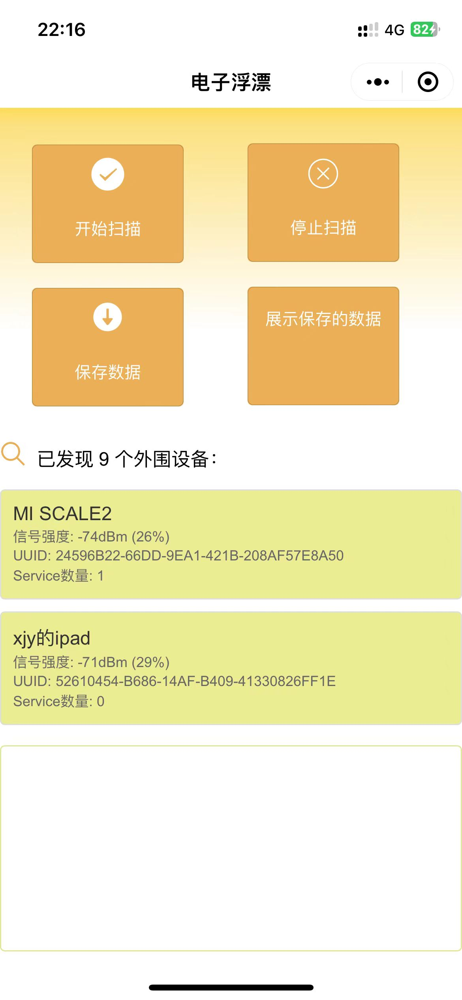 22:16
4G 82
电子浮漂
开始扫描
停止扫描
保存数据
展示保存的数据
已发现 9 个外围设备：
MI SCALE2
信号强度: -74dBm (26%)
UUID: 24596B22-66DD-9EA1-421B-208AF57E8A50
Service数量: 1
xjy的ipad
信号强度: -71dBm (29%)
UUID: 52610454-B686-14AF-B409-41330826FF1E
Service数量: 0